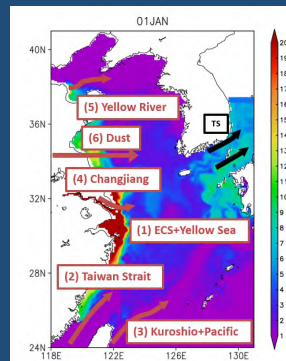 01JAN
40N
36N
32N
28N
24N
118E
122E
126E
130E
(5) Yellow River
TS
(6) Dust
(4) Changjiang
(1) ECS+Yellow Sea
(2) Taiwan Strait
(3) Kuroshio+Pacific
20
19
18
17
16
15
14
13
12
11
10
9
8
7
6
5
4
3
2
1